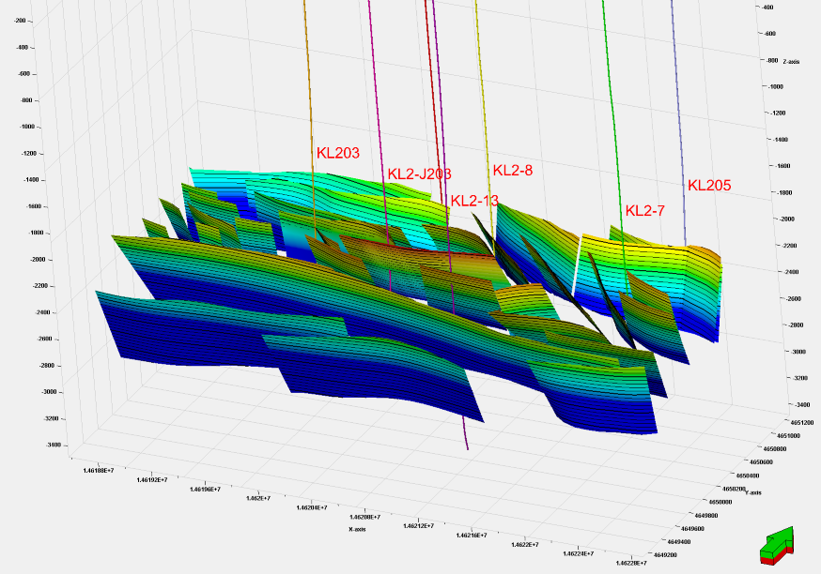 -200
-400
-600
-800
-1000
-1200
-1400
-1600
-1800
-2000
-2200
-2400
-2600
-2800
-3000
-3200
-3400
KL203
KL2-J203
KL2-13
KL2-8
KL2-7
KL205
-400
-600
-800 Z-axis
-1000
-1200
-1400
-1600
-1800
-2000
-2200
-2400
-2600
-2800
-3000
-3200
-3400
4651200
4651000
4650800
4650600
4650400
4650200 Y-axis
4650000
4649800
4649600
4649400
4649200
1.46188E+7
1.46192E+7
1.46196E+7
1.462E+7
1.46204E+7
1.46208E+7
1.46212E+7
1.46216E+7
1.4622E+7
1.46224E+7
1.46228E+7
X-axis